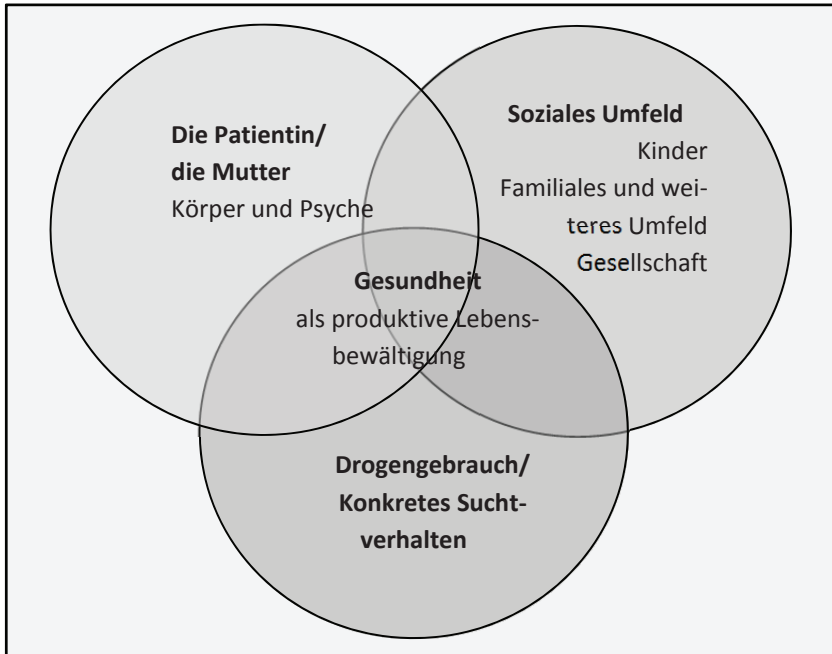 Die Patientin/
die Mutter
Körper und Psyche
Soziales Umfeld
Kinder
Familiales und wei-
teres Umfeld
Gesellschaft
Gesundheit
als produktive Lebens-
bewältigung
Drogengebrauch/
Konkretes Sucht-
verhalten